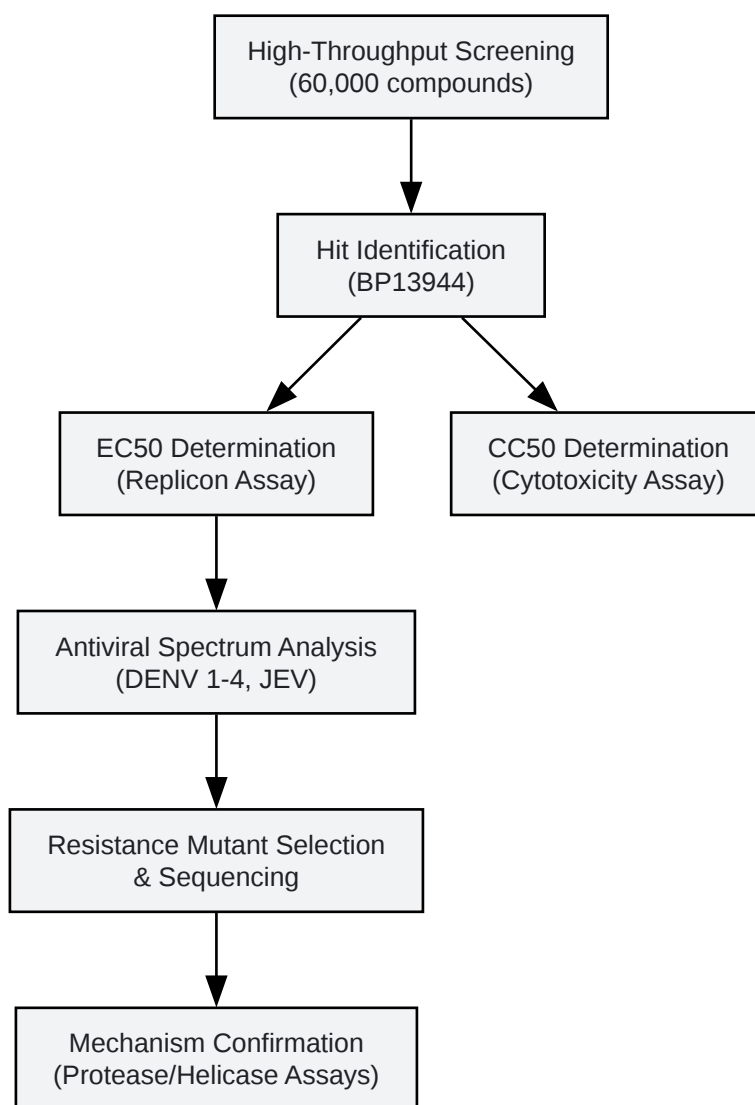 High-Throughput Screening
(60,000 compounds)
Hit Identification
(BP13944)
EC50 Determination
(Replicon Assay)
CC50 Determination
(Cytotoxicity Assay)
Antiviral Spectrum Analysis
(DENV 1-4, JEV)
Resistance Mutant Selection
& Sequencing
Mechanism Confirmation
(Protease/Helicase Assays)